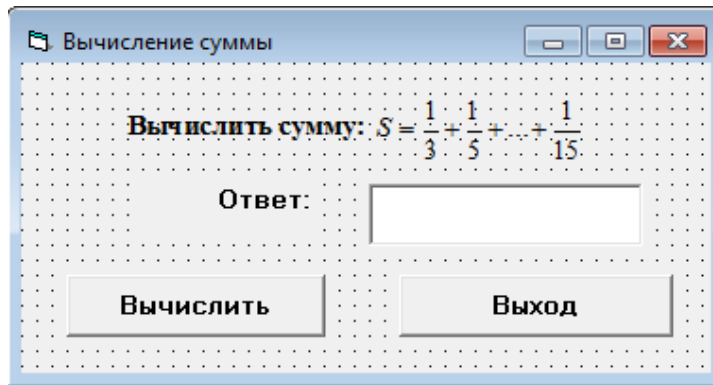 Вычисление суммы
Вычислить сумму: S = 1/3 + 1/5 + ... + 1/15
Ответ:
Вычислить Выход